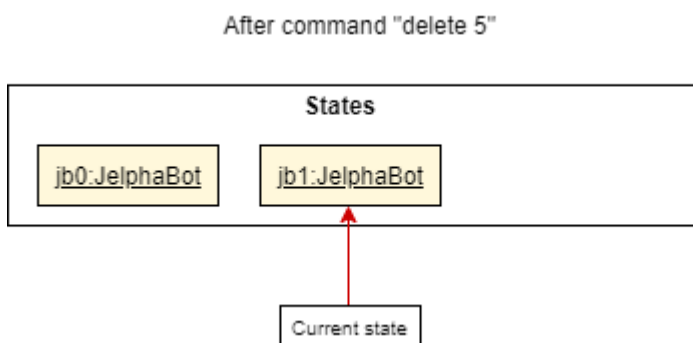 After command "delete 5"
States
jb0:JelphaBot
jb1:JelphaBot
Current state